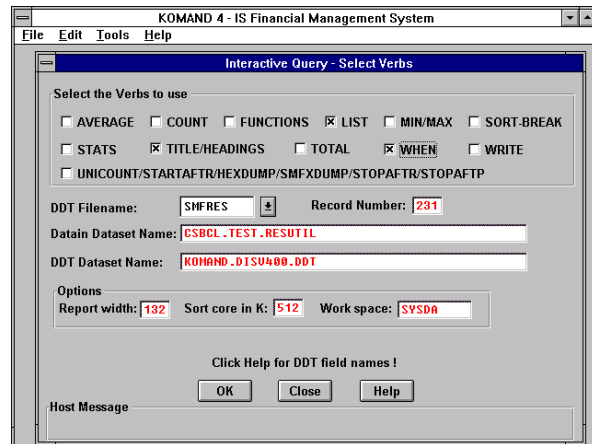 KOMAND 4 - IS Financial Management System
File Edit Tools Help
Interactive Query - Select Verbs
Select the Verbs to use
AVERAGE COUNT FUNCTIONS LIST MIN/MAX SORT-BREAK
STATS TITLE/HEADINGS TOTAL WHEN WRITE
UNICOUNT/STARTAFTR/HEXDUMP/SMFXDUMP/STOPAFTR/STOPAFTP
DDT Filename: SMFRES Record Number: 231
Datain Dataset Name: CSBCL.TEST.RESUTIL
DDT Dataset Name: KOMAND.DISV400.DDT
Options
Report width: 132 Sort core in K: 512 Work space: SYSDA
Click Help for DDT field names !
OK Close Help
Host Message